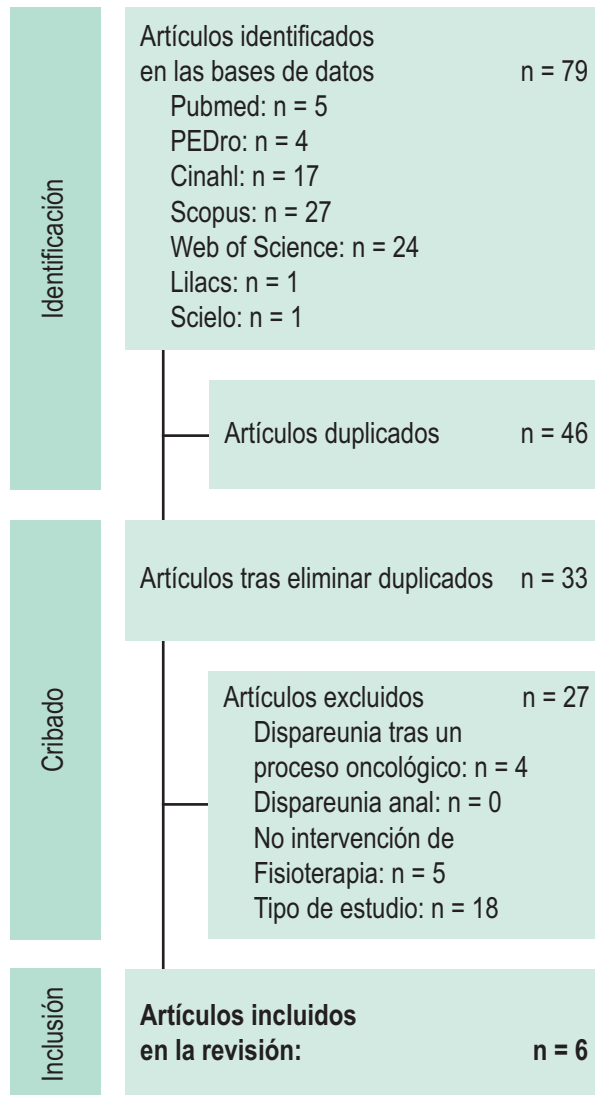 Identificación
Artículos identificados
en las bases de datos n = 79
Pubmed: n = 5
PEDro: n = 4
Cinahl: n = 17
Scopus: n = 27
Web of Science: n = 24
Lilacs: n = 1
Scielo: n = 1
Artículos duplicados n = 46
Cribado
Artículos tras eliminar duplicados n = 33
Artículos excluidos n = 27
Dispareunia tras un
proceso oncológico: n = 4
Dispareunia anal: n = 0
No intervención de
Fisioterapia: n = 5
Tipo de estudio: n = 18
Inclusión
Artículos incluidos
en la revisión: n = 6